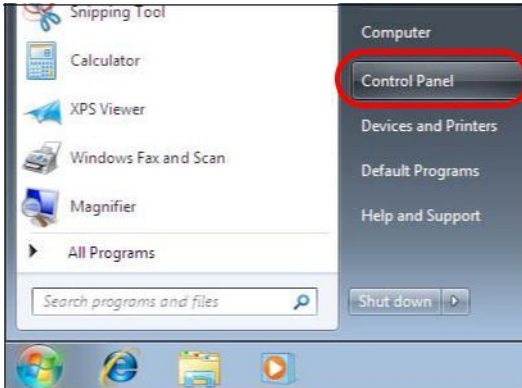 Snipping Tool
Calculator
XPS Viewer
Windows Fax and Scan
Magnifier
All Programs
Search programs and files
Computer
Control Panel
Devices and Printers
Default Programs
Help and Support
Shut down